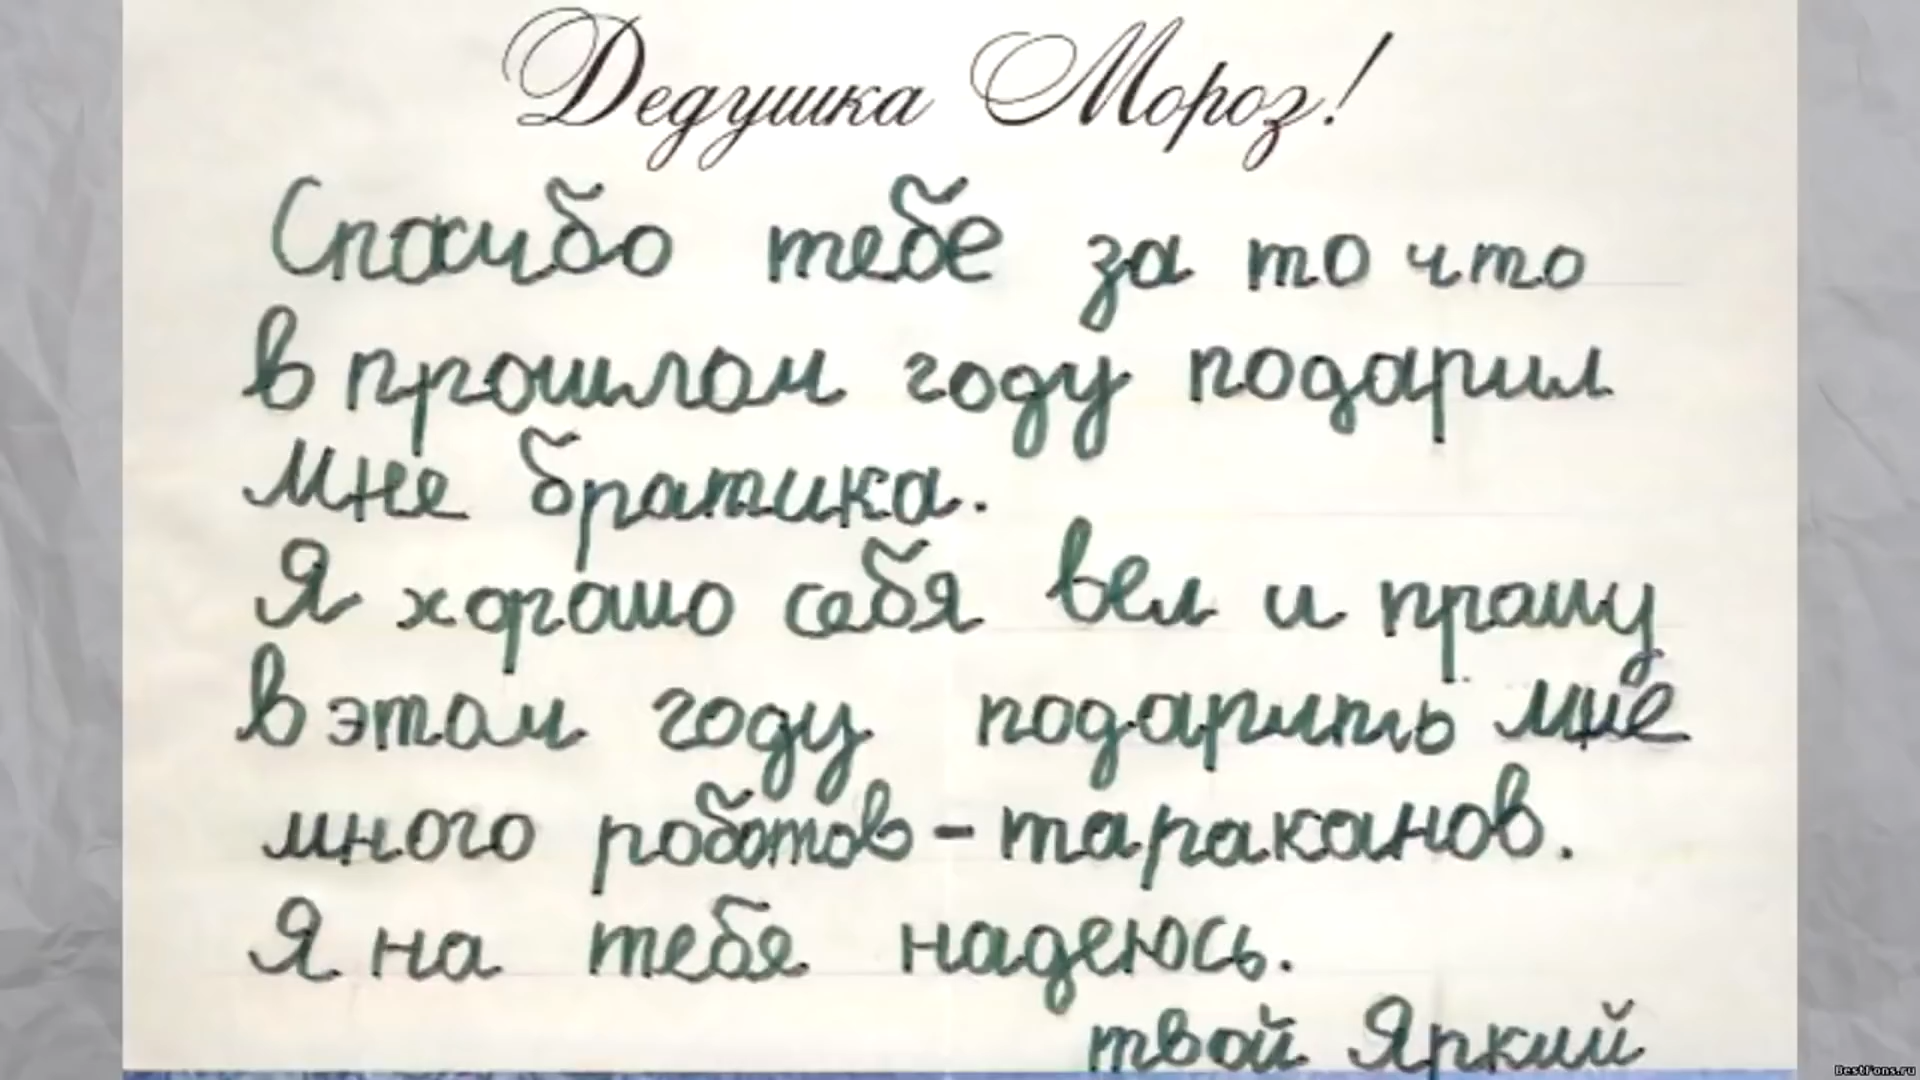 Дедушка Мороз!
Спасибо тебе за то что
в прошлом году подарил
мне братика.
Я хорошо себя вел и прашу
в этом году подарить мне
много роботов - тараканов.
Я на тебя надеюсь.
твой Яркий
BestFons.ru